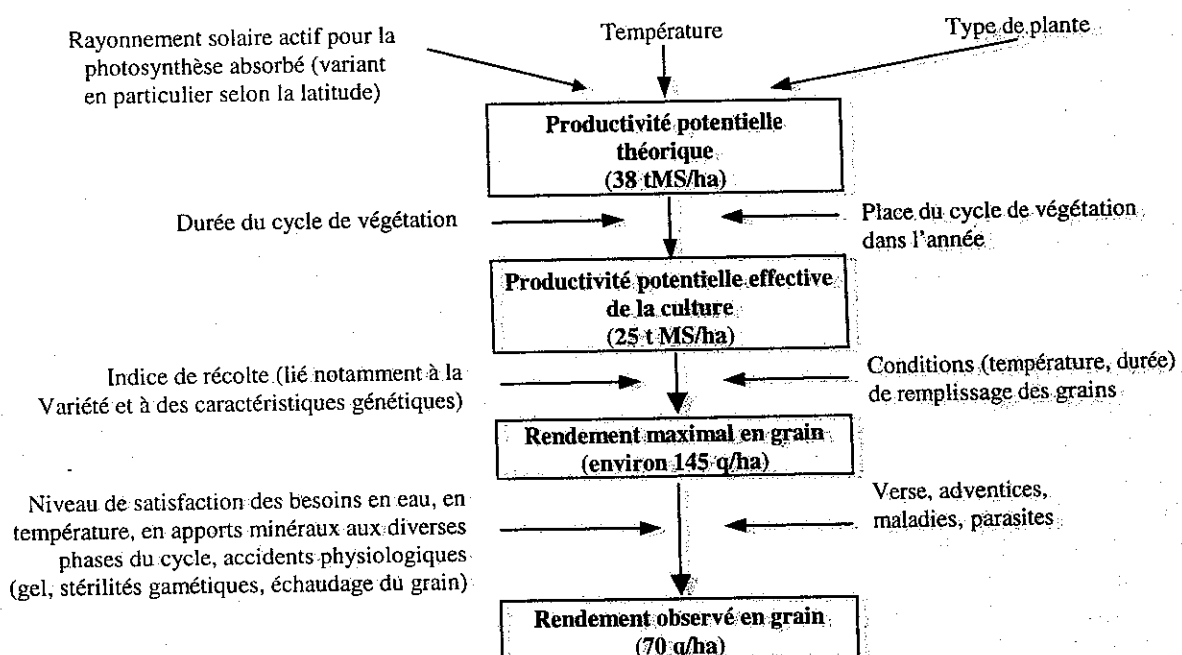 Rayonnement solaire actif pour la
photosynthèse absorbé (variant
en particulier selon la latitude)
Température
Type de plante
Productivité potentielle
théorique
(38 tMS/ha)
Durée du cycle de végétation
Place du cycle de végétation
dans l'année
Productivité potentielle effective
de la culture
(25 t MS/ha)
Indice de récolte (lié notamment à la
Variété et à des caractéristiques génétiques)
Conditions (température, durée)
de remplissage des grains
Rendement maximal en grain
(environ 145 q/ha)
Niveau de satisfaction des besoins en eau, en
température, en apports minéraux aux diverses
phases du cycle, accidents physiologiques
(gel, stérilités gamétiques, échaudage du grain)
Verse, adventices,
maladies, parasites
Rendement observé en grain
(70 q/ha)